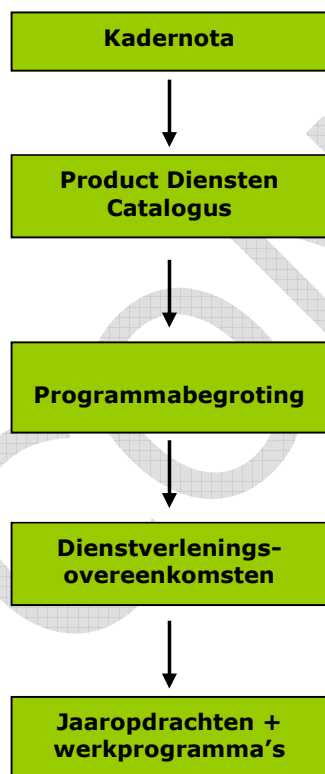 Kadernota
Product Diensten
Catalogus
Programmabegroting
Dienstverlenings-
overeenkomsten
Jaaropdrachten +
werkprogramma's